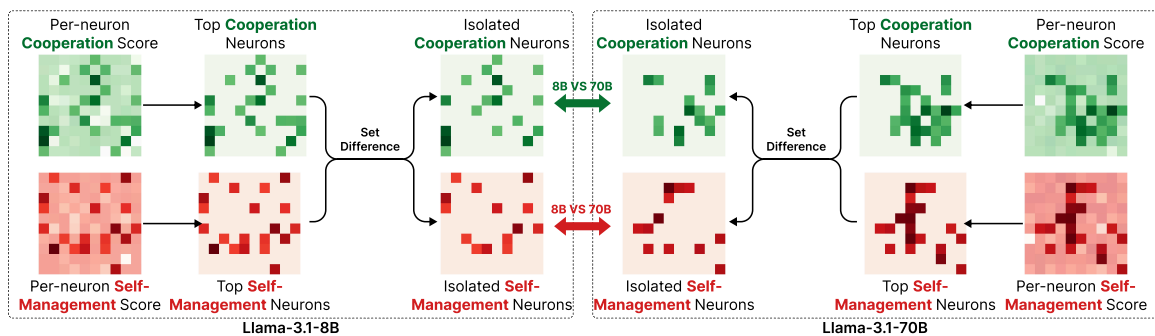 Per-neuron
Cooperation Score
Top Cooperation
Neurons
Isolated
Cooperation Neurons
Isolated
Cooperation Neurons
Top Cooperation
Neurons
Per-neuron
Cooperation Score
8B VS 70B
Set
Difference
Set
Difference
8B VS 70B
Per-neuron Self-
Management Score
Top Self-
Management Neurons
Isolated Self-
Management Neurons
Isolated Self-
Management Neurons
Top Self-
Management Neurons
Per-neuron Self-
Management Score
Llama-3.1-8B
Llama-3.1-70B